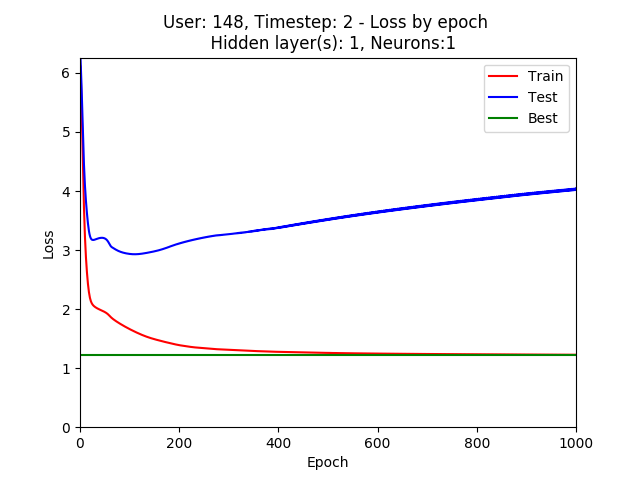 User: 148, Timestep: 2 - Loss by epoch
Hidden layer(s): 1, Neurons:1
Train
Test
Best
Loss
6
5
4
3
2
1
0
0 200 400 600 800 1000
Epoch